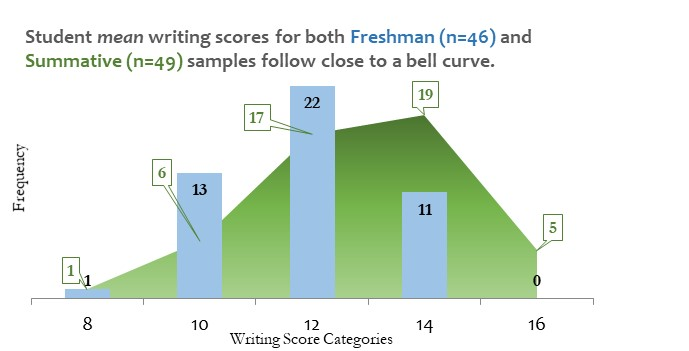 Student mean writing scores for both Freshman (n=46) and
Summative (n=49) samples follow close to a bell curve.
Frequency
22
19
17
13
6
11
5
1
1
0
8 10 12 14 16
Writing Score Categories